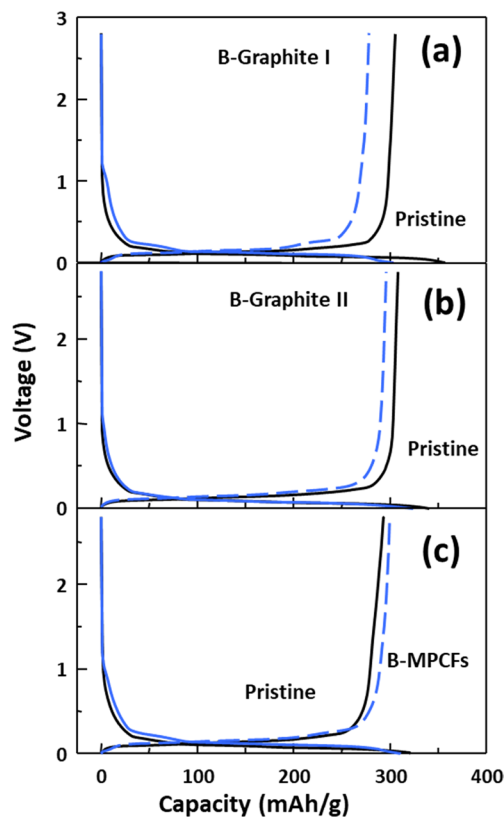 3
B-Graphite I
(a)
2
1
Pristine
0
B-Graphite II
(b)
2
1
Pristine
0
Voltage (V)
(c)
2
B-MPCFs
1
Pristine
0
0
100
200
300
400
Capacity (mAh/g)